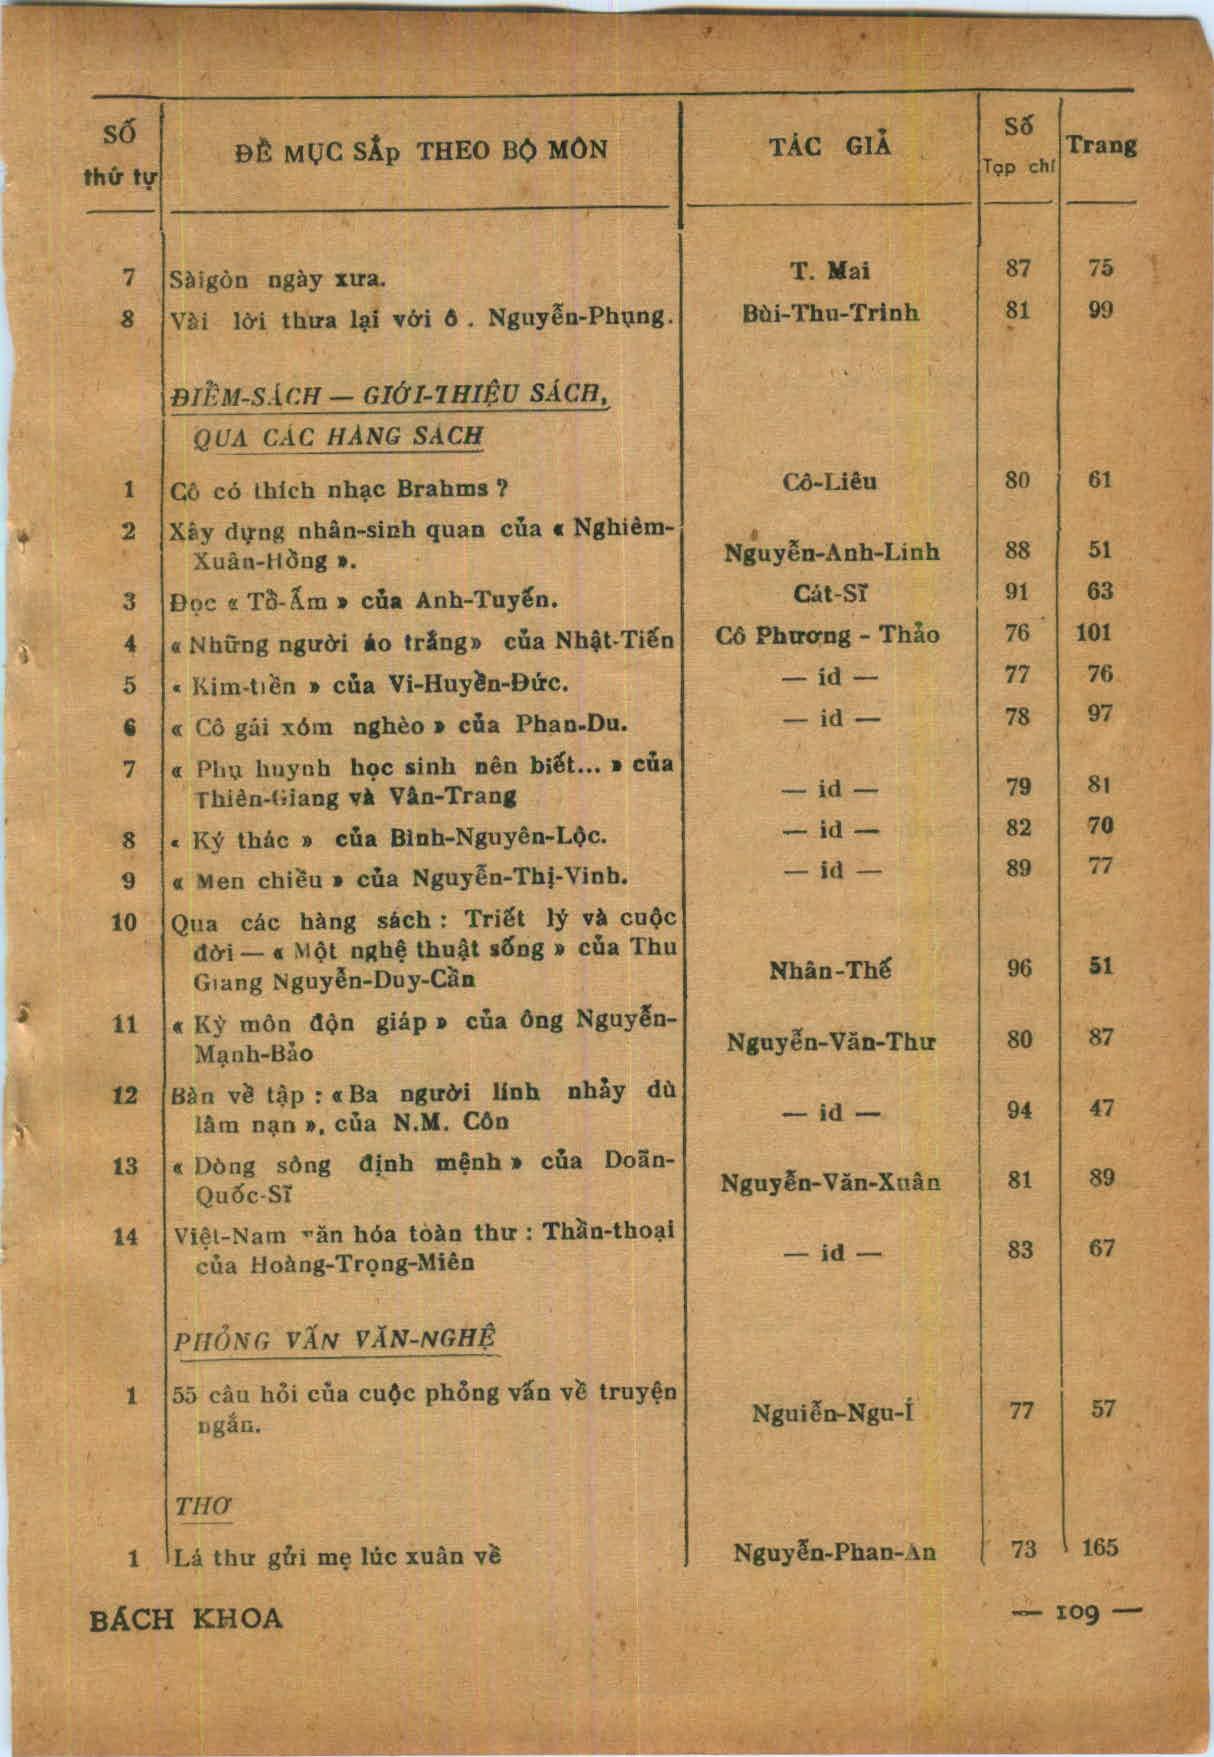 SỐ thứ tự | ĐỀ MỤC SẮp THEO BỘ MÔN | TÁC GIẢ | Số Tạp chí | Trang
7 Sàigòn ngày xưa. T. Mai 87 75
8 Vài lời thưa lại với ô . Nguyễn-Phụng. Bùi-Thu-Trinh 81 99
ĐIỂM-SÁCH — GIỚI-THIỆU SÁCH,
QUA CÁC HÀNG SÁCH
1 Cô có thích nhạc Brahms ? Cô-Liêu 80 61
2 Xây dựng nhân-sinh quan của « Nghiêm-
Xuân-Hồng ». Nguyễn-Anh-Linh 88 51
3 Đọc « Tổ-Ấm » của Anh-Tuyến. Cát-Sĩ 91 63
4 « Những người áo trắng» của Nhật-Tiến Cô Phương - Thảo 76 101
5 « Kim-tiền » của Vi-Huyền-Đức. — id — 77 76
6 « Cô gái xóm nghèo » của Phan-Du. — id — 78 97
7 « Phụ huynh học sinh nên biết... » của
Thiên-Giang và Vân-Trang — id — 79 81
8 « Ký thác » của Bình-Nguyên-Lộc. — id — 82 70
9 « Men chiều » của Nguyễn-Thị-Vinh. — id — 89 77
10 Qua các hàng sách : Triết lý và cuộc
đời — « Một nghệ thuật sống » của Thu
Giang Nguyễn-Duy-Cần Nhân-Thế 96 51
11 « Kỳ môn độn giáp » của ông Nguyễn-
Mạnh-Bảo Nguyễn-Văn-Thư 80 87
12 Bàn về tập : «Ba người lính nhảy dù
lâm nạn », của N.M. Côn — id — 94 47
13 « Dòng sông định mệnh » của Doãn-
Quốc-Sĩ Nguyễn-Văn-Xuân 81 89
14 Việt-Nam văn hóa toàn thư : Thần-thoại
của Hoàng-Trọng-Miên — id — 83 67
PHỎNG VẤN VĂN-NGHỆ
1 55 câu hỏi của cuộc phỏng vấn về truyện
ngắn. Nguiễn-Ngu-Í 77 57
THƠ
1 Lá thư gửi mẹ lúc xuân về Nguyễn-Phan-An 73 165
BÁCH KHOA — 109 —